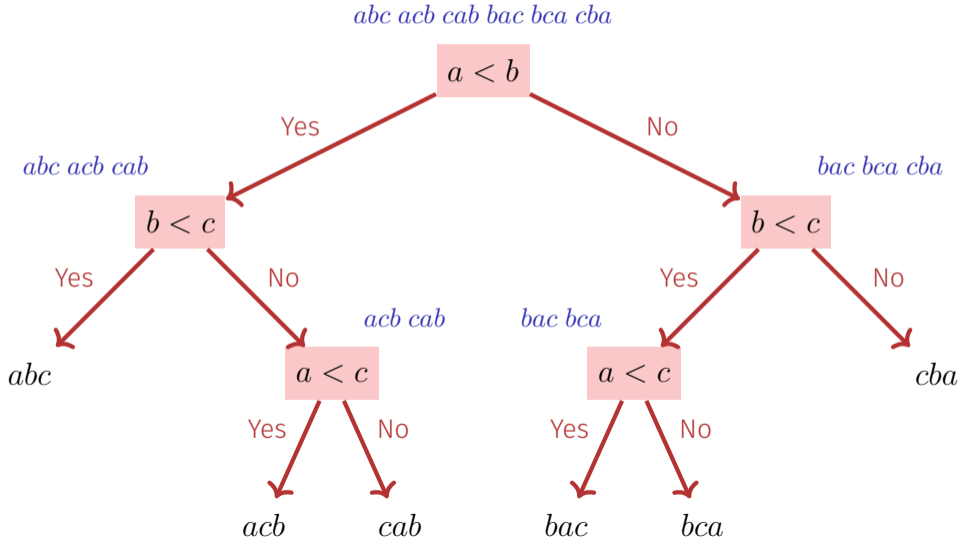 abc acb cab bac bca cba
a < b
Yes
No
abc acb cab
bac bca cba
b < c
b < c
Yes
No
Yes
No
acb cab
bac bca
abc
a < c
a < c
cba
Yes
No
Yes
No
acb
cab
bac
bca